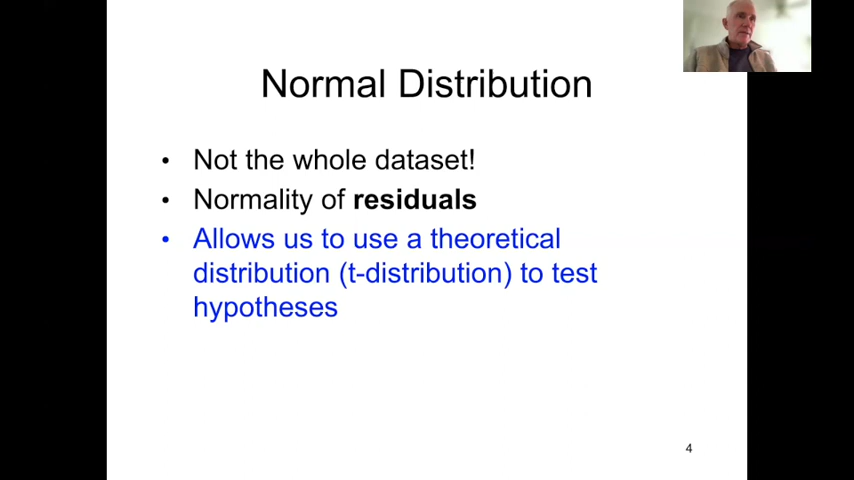 Normal Distribution
• Not the whole dataset!
• Normality of residuals
• Allows us to use a theoretical
distribution (t-distribution) to test
hypotheses
4